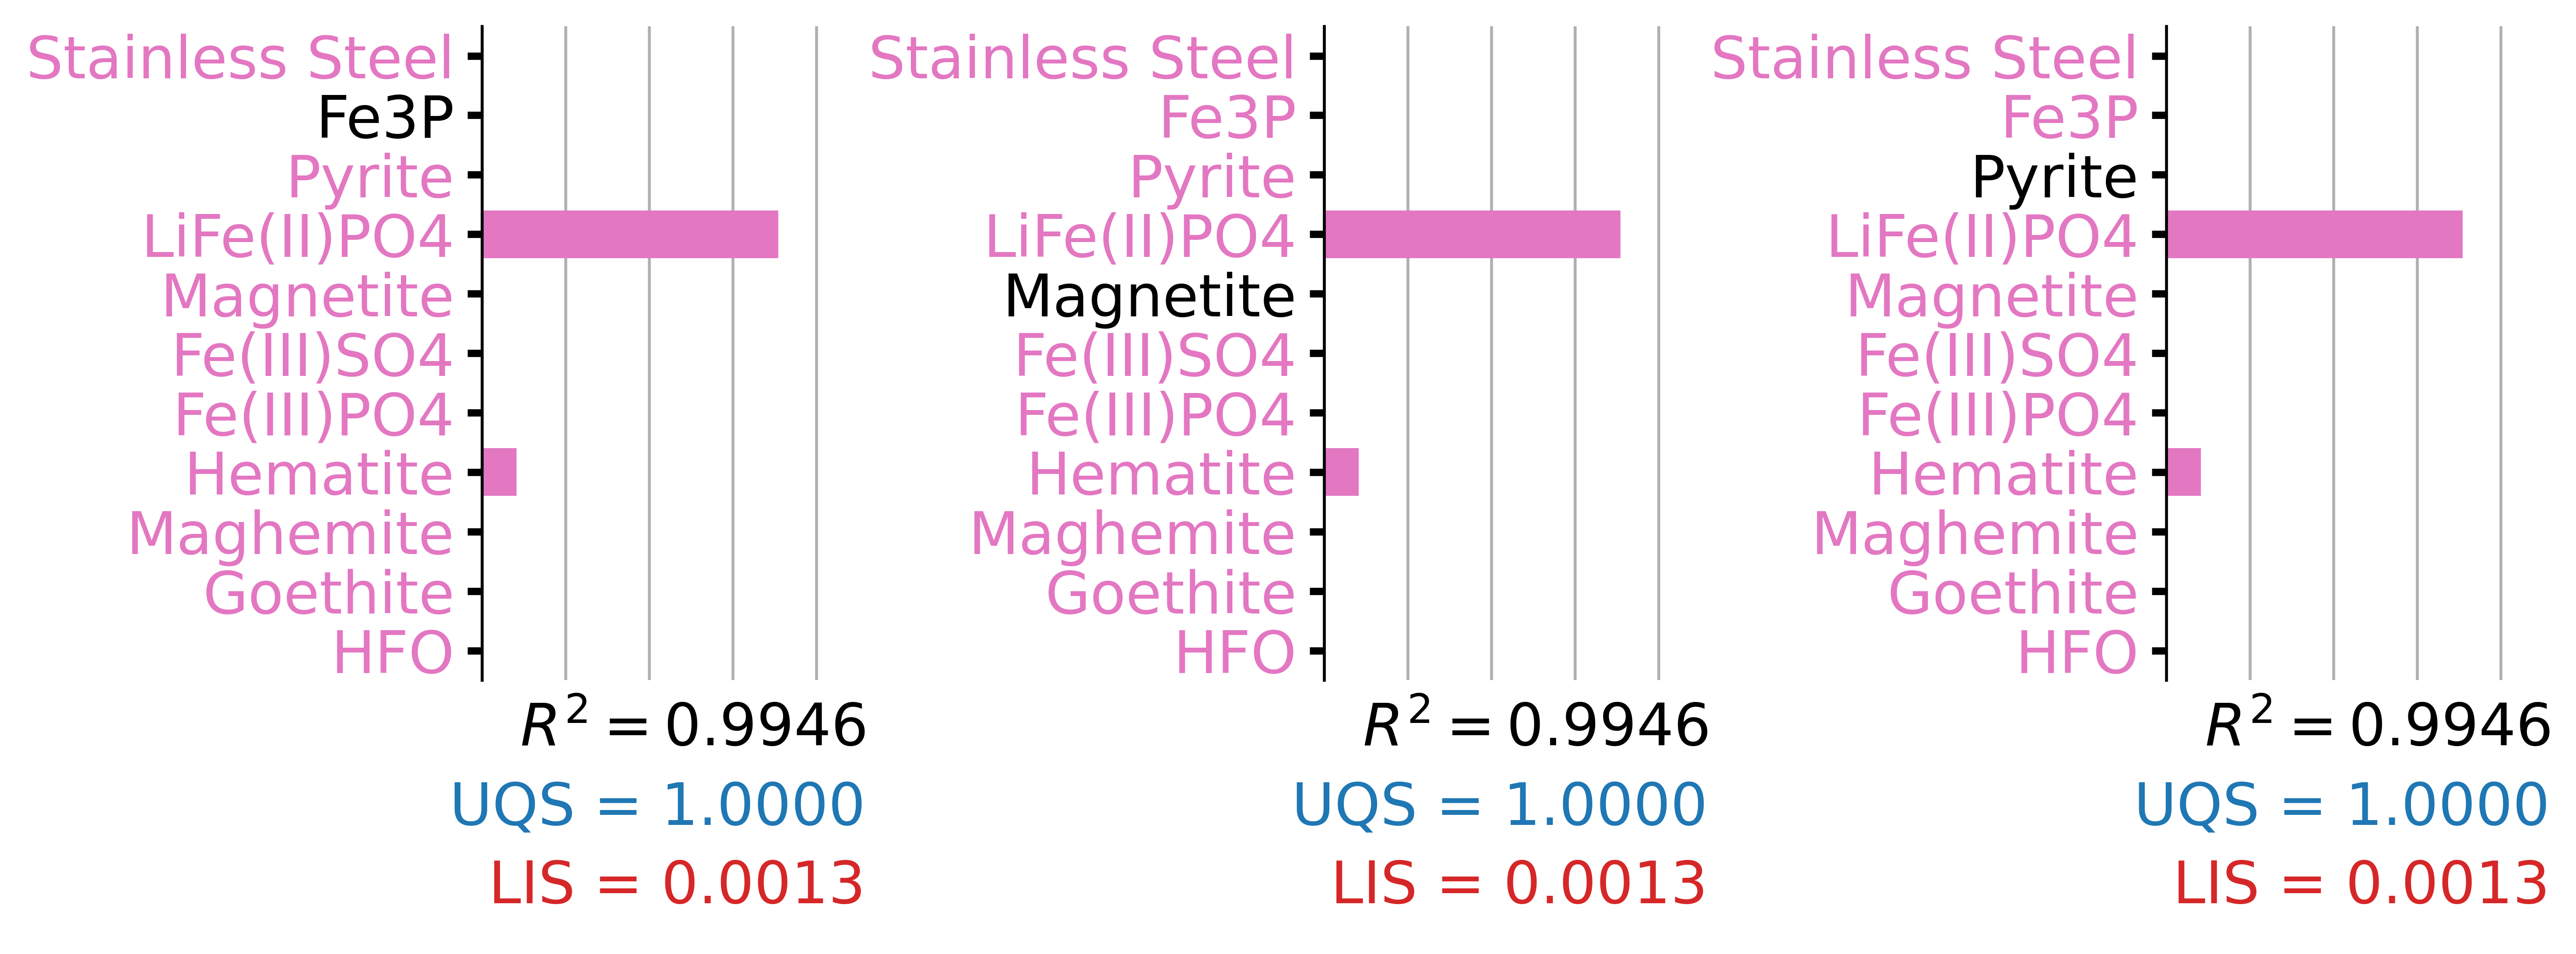 Stainless Steel
Fe3P
Pyrite
LiFe(II)PO4
Magnetite
Fe(III)SO4
Fe(III)PO4
Hematite
Maghemite
Goethite
HFO
R² = 0.9946
UQS = 1.0000
LIS = 0.0013
Stainless Steel
Fe3P
Pyrite
LiFe(II)PO4
Magnetite
Fe(III)SO4
Fe(III)PO4
Hematite
Maghemite
Goethite
HFO
R² = 0.9946
UQS = 1.0000
LIS = 0.0013
Stainless Steel
Fe3P
Pyrite
LiFe(II)PO4
Magnetite
Fe(III)SO4
Fe(III)PO4
Hematite
Maghemite
Goethite
HFO
R² = 0.9946
UQS = 1.0000
LIS = 0.0013